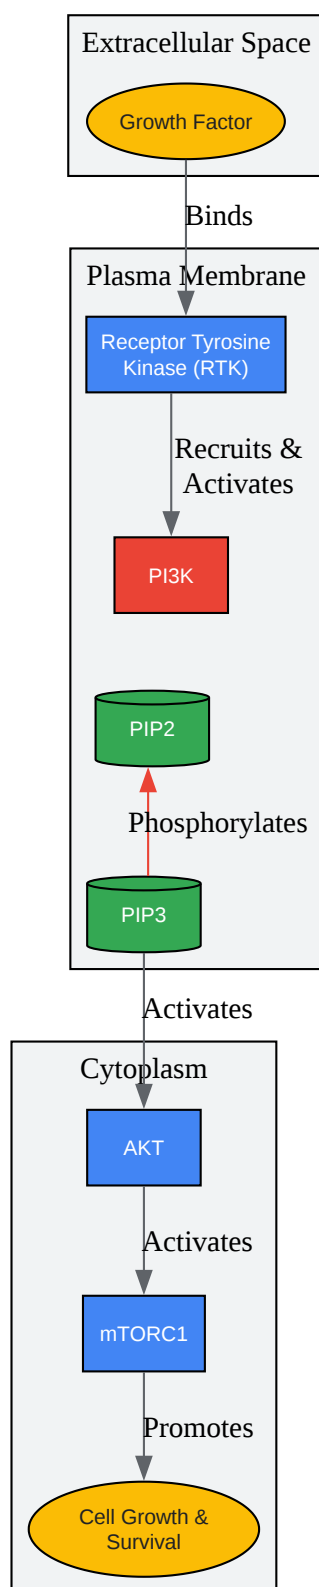 Extracellular Space
Growth Factor
Binds
Plasma Membrane
Receptor Tyrosine
Kinase (RTK)
Recruits &
Activates
PI3K
PIP2
Phosphorylates
PIP3
Activates
Cytoplasm
AKT
Activates
mTORC1
Promotes
Cell Growth &
Survival